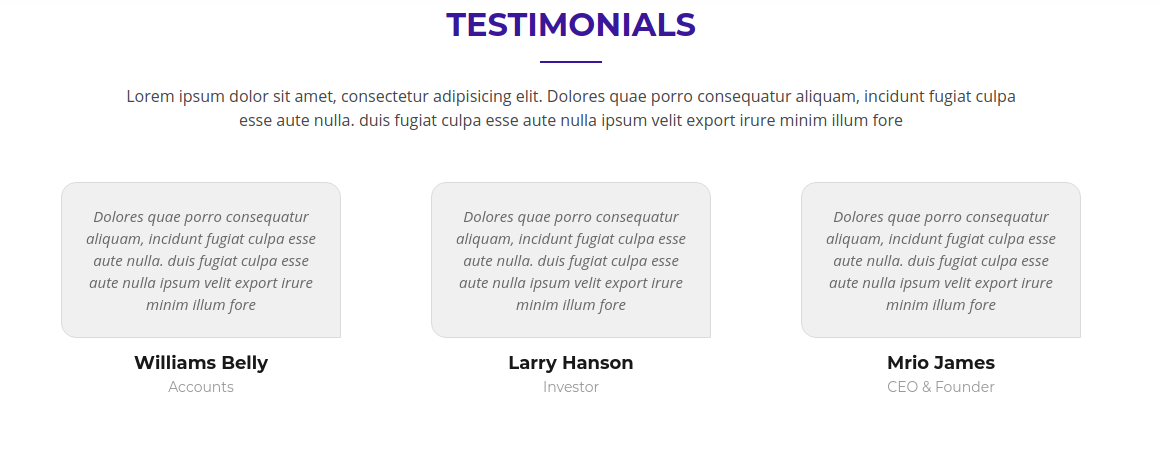 TESTIMONIALS
Lorem ipsum dolor sit amet, consectetur adipisicing elit. Dolores quae porro consequatur aliquam, incidunt fugiat culpa
esse aute nulla. duis fugiat culpa esse aute nulla ipsum velit export irure minim illum fore
Dolores quae porro consequatur
aliquam, incidunt fugiat culpa esse
aute nulla. duis fugiat culpa esse
aute nulla ipsum velit export irure
minim illum fore
Williams Belly
Accounts
Dolores quae porro consequatur
aliquam, incidunt fugiat culpa esse
aute nulla. duis fugiat culpa esse
aute nulla ipsum velit export irure
minim illum fore
Larry Hanson
Investor
Dolores quae porro consequatur
aliquam, incidunt fugiat culpa esse
aute nulla. duis fugiat culpa esse
aute nulla ipsum velit export irure
minim illum fore
Mrio James
CEO & Founder